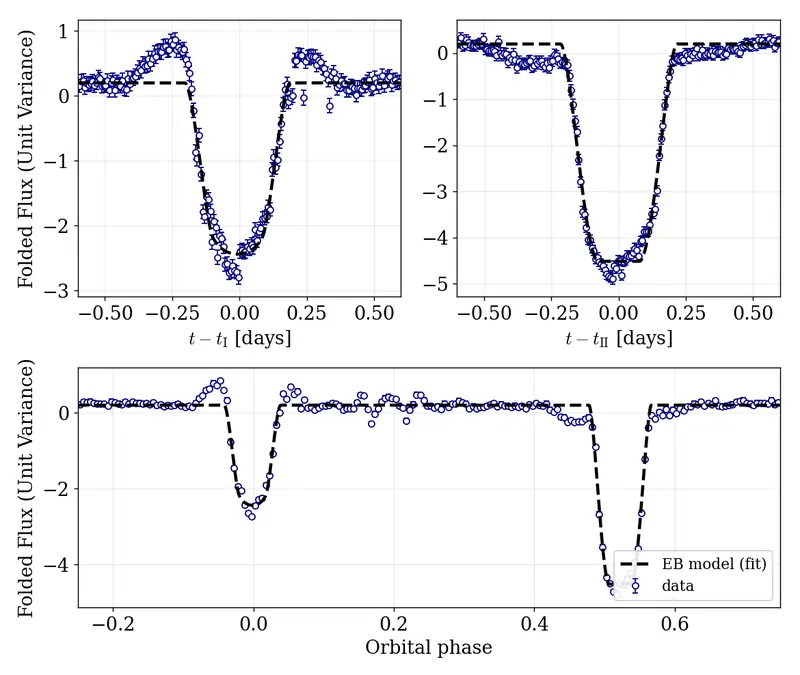 Folded Flux (Unit Variance)
1
0
−1
−2
−3
−0.50 −0.25 0.00 0.25 0.50
t − t_I [days]
0
−1
−2
−3
−4
−5
−0.50 −0.25 0.00 0.25 0.50
t − t_II [days]
Folded Flux (Unit Variance)
0
−2
−4
−0.2 0.0 0.2 0.4 0.6
Orbital phase
EB model (fit)
data